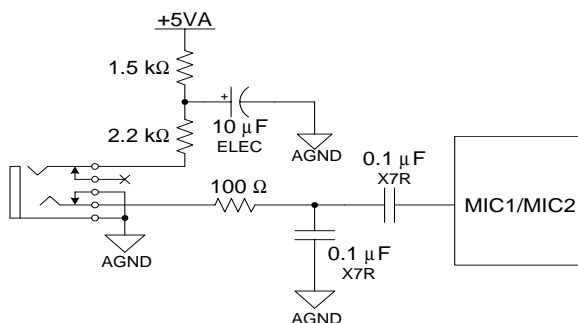 +5VA
1.5 kΩ
2.2 kΩ
+
10 μF
ELEC
AGND
0.1 μF
X7R
100 Ω
MIC1/MIC2
0.1 μF
X7R
AGND
AGND